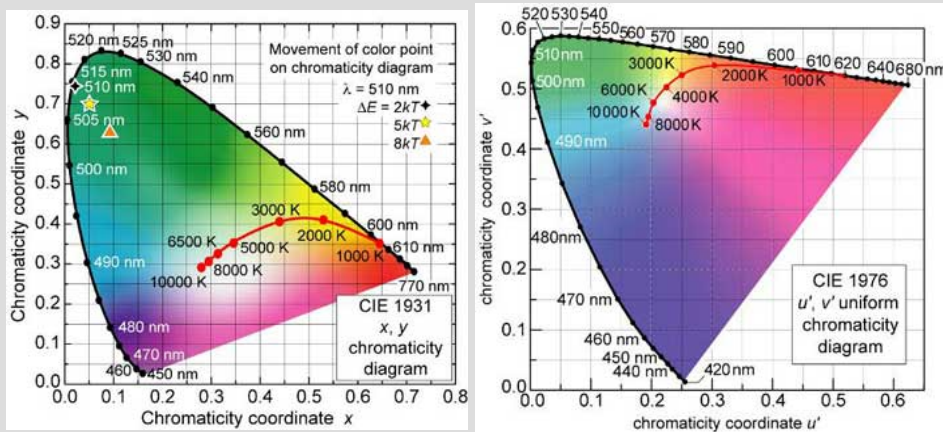 0.9
0.8
0.7
0.6
0.5
0.4
0.3
0.2
0.1
0.0
Chromaticity coordinate y
0.0 0.1 0.2 0.3 0.4 0.5 0.6 0.7 0.8
Chromaticity coordinate x
520 nm
525 nm
530 nm
540 nm
515 nm
510 nm
505 nm
560 nm
500 nm
580 nm
600 nm
610 nm
770 nm
490 nm
480 nm
470 nm
460
450 nm
Movement of color point
on chromaticity diagram
λ = 510 nm
ΔE = 2kT
5kT
8kT
3000 K
2000 K
1000 K
6500 K
5000 K
8000 K
10000 K
CIE 1931
x, y
chromaticity
diagram
0.6
0.5
0.4
0.3
0.2
0.1
0.0
chromaticity coordinate v'
0.0 0.1 0.2 0.3 0.4 0.5 0.6
chromaticity coordinate u'
520 530 540
550 560 570 580 590
600 610 620 640 680 nm
510 nm
500 nm
490 nm
480nm
470 nm
460 nm
450 nm
440 nm
420 nm
3000K
2000K
1000K
6000K
4000K
10000K
8000K
CIE 1976
u', v' uniform
chromaticity
diagram